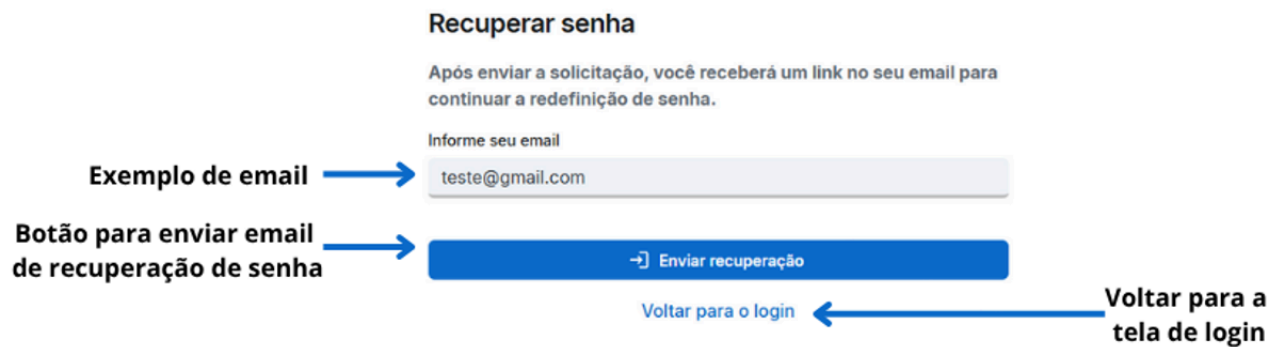 Recuperar senha
Após enviar a solicitação, você receberá um link no seu email para
continuar a redefinição de senha.
Informe seu email
Exemplo de email
teste@gmail.com
Botão para enviar email
de recuperação de senha
Enviar recuperação
Voltar para o login
Voltar para a
tela de login